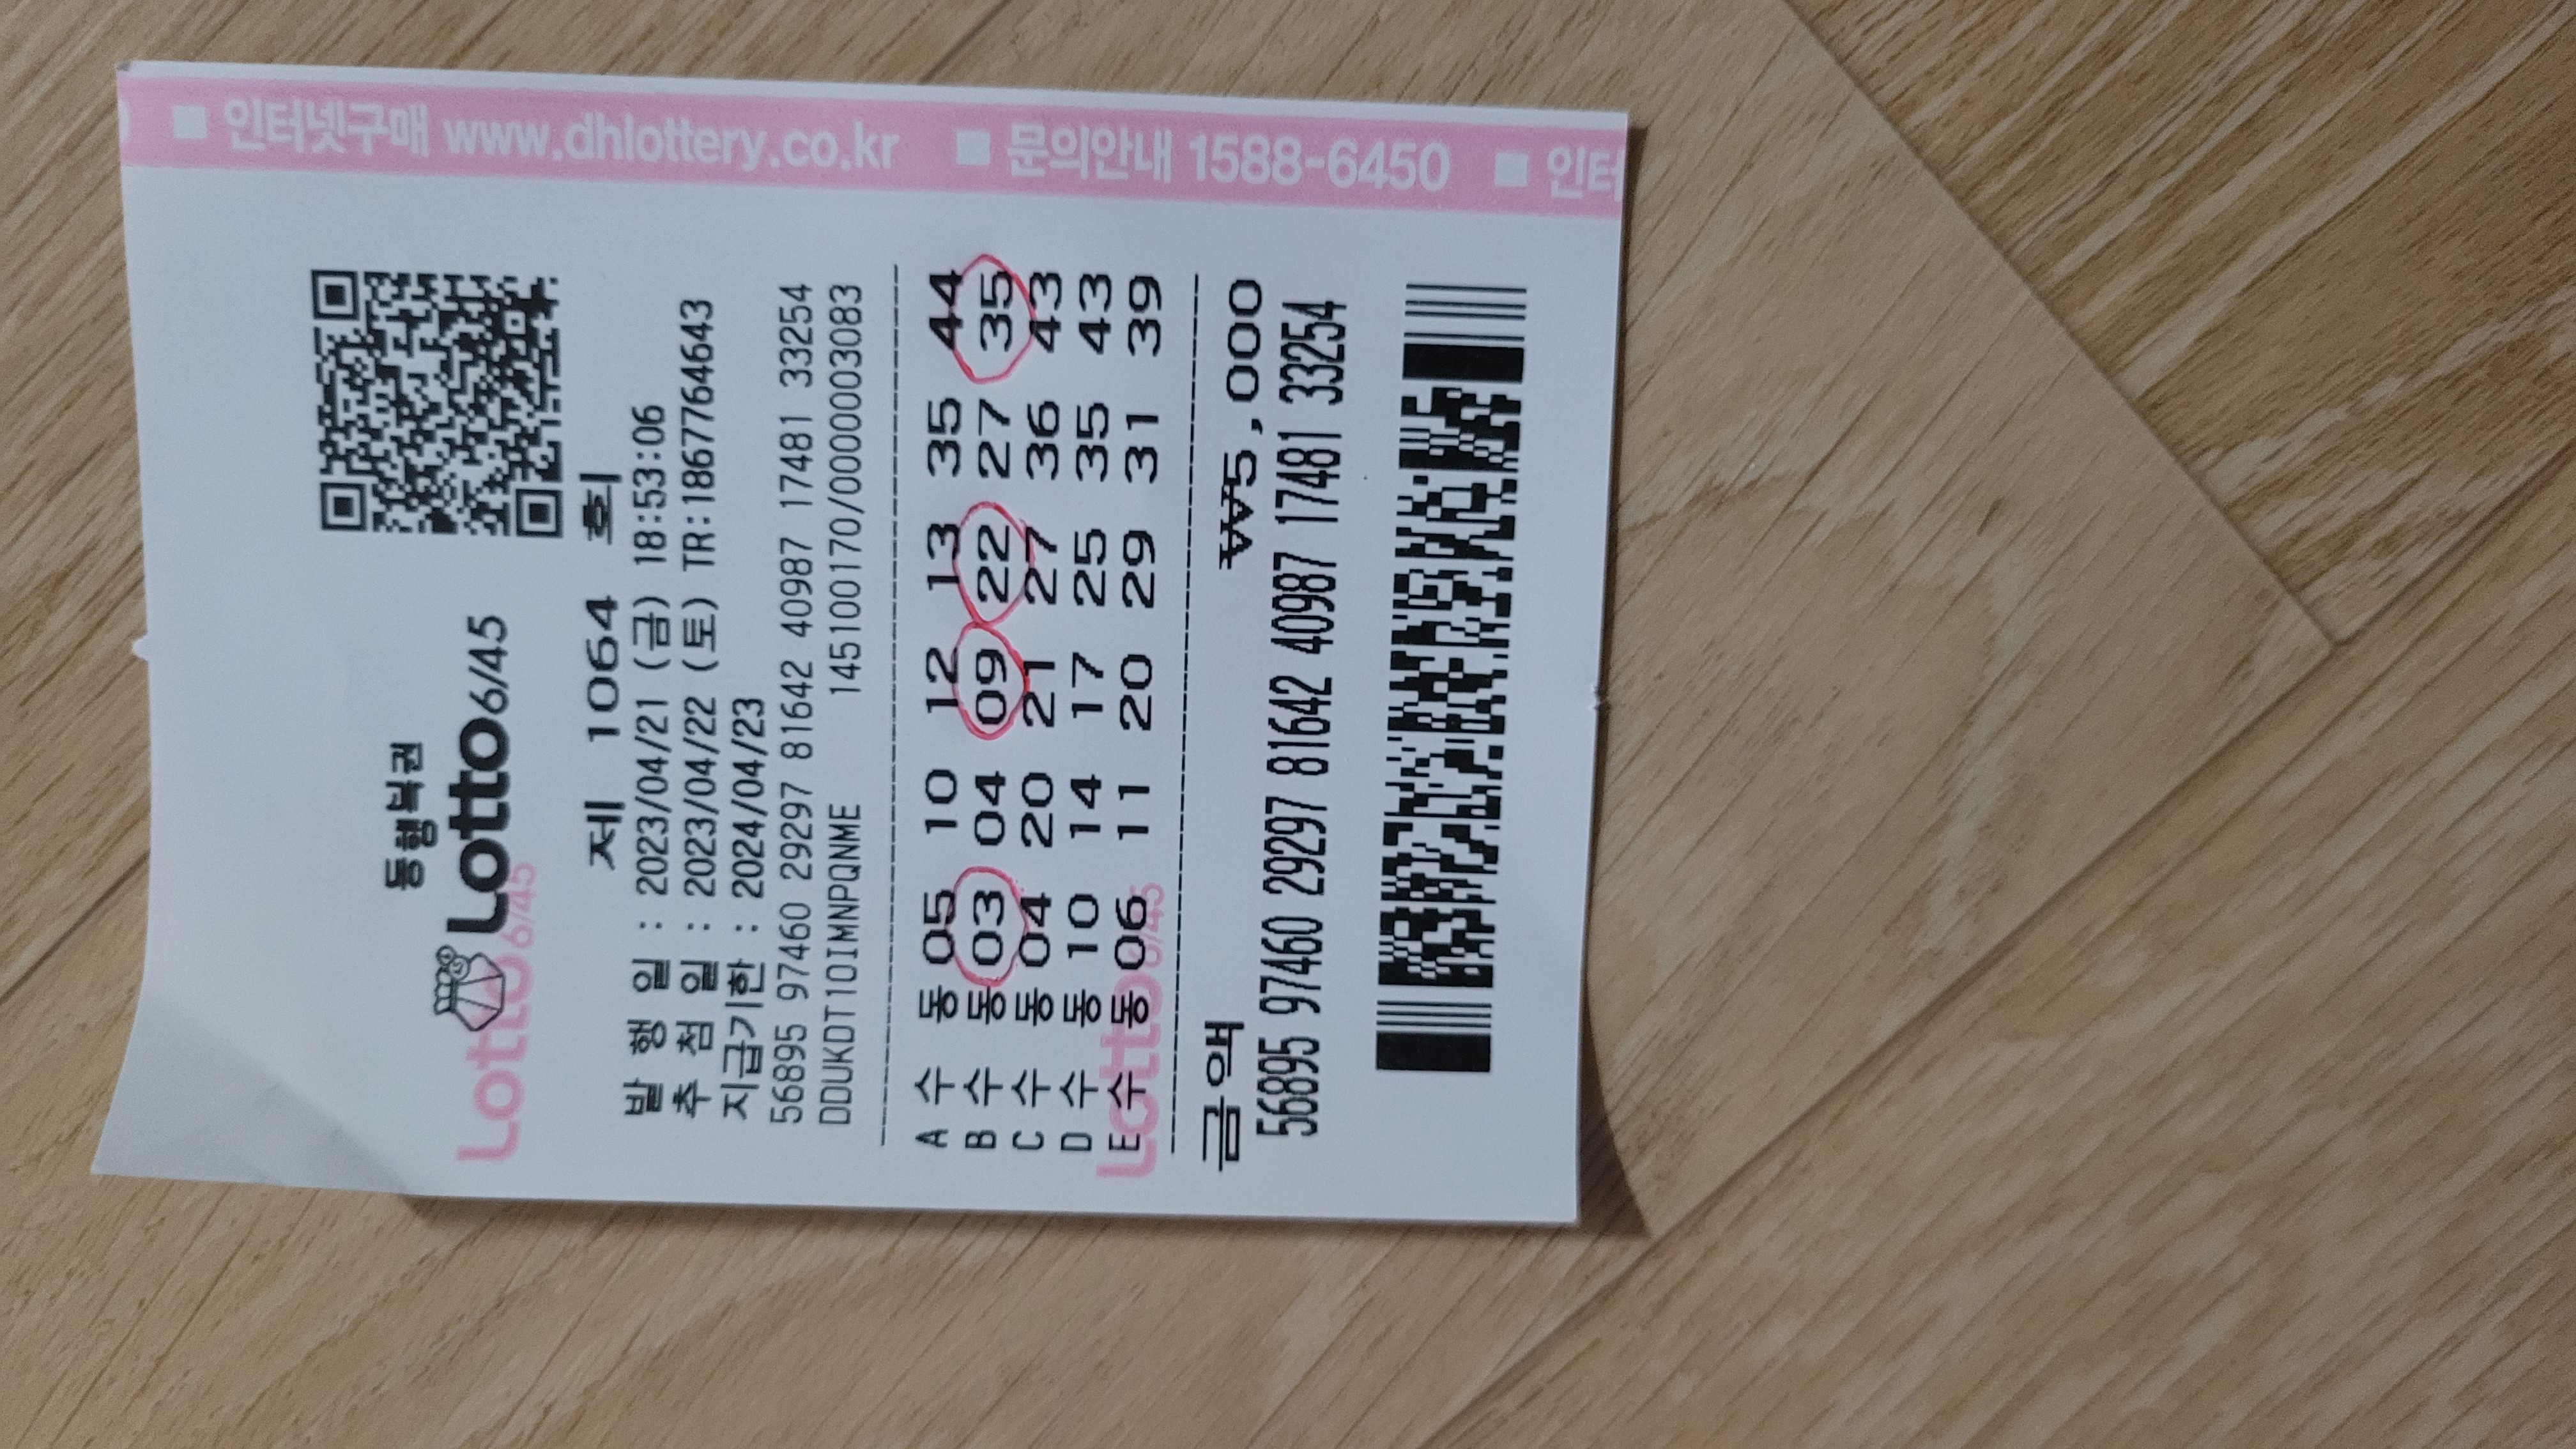 인터넷구매 www.dhlottery.co.kr 문의안내 1588-6450 인터
동행복권
Lotto6/45
Lotto6/45
제 1064 회
발 행 일 : 2023/04/21 (금) 18:53:06
추 첨 일 : 2023/04/22 (토) TR:1867764643
지급기한 : 2024/04/23
56895 97460 29297 81642 40987 17481 33254
DDUKDT1OIMNPQNME 145100170/0000003083
A 수 동 05 10 12 13 35 44
B 수 동 03 04 09 22 27 35
C 수 동 04 20 21 27 36 43
D 수 동 10 14 17 25 35 43
E 수 동 06 11 20 29 31 39
Lotto6/45
금액 ₩5,000
56895 97460 29297 81642 40987 17481 33254